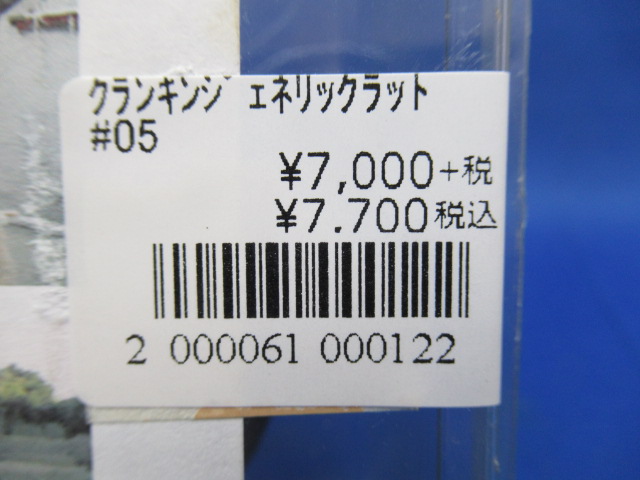 クランキンジェネリックラット
#05
¥7,000+税
¥7.700税込
2 000061 000122